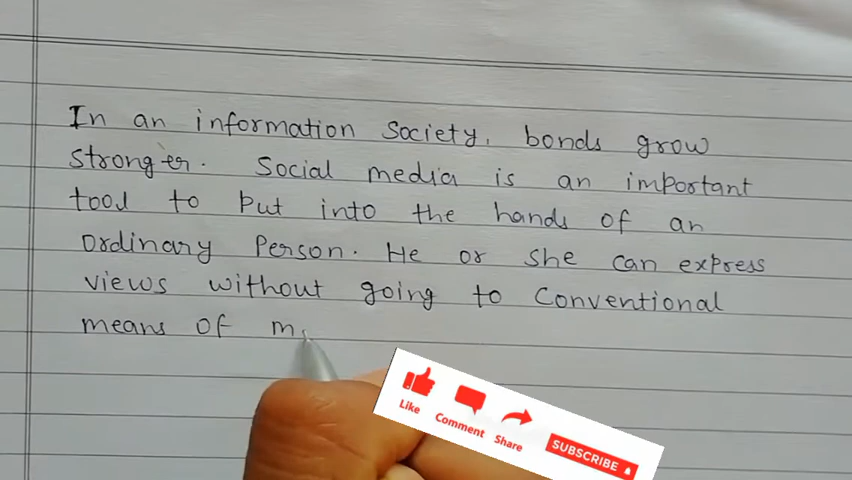 In an information society, bonds grow
stronger. Social media is an important
tool to put into the hands of an
ordinary person. He or she can express
views without going to conventional
means of m
Like
Comment
Share
SUBSCRIBE